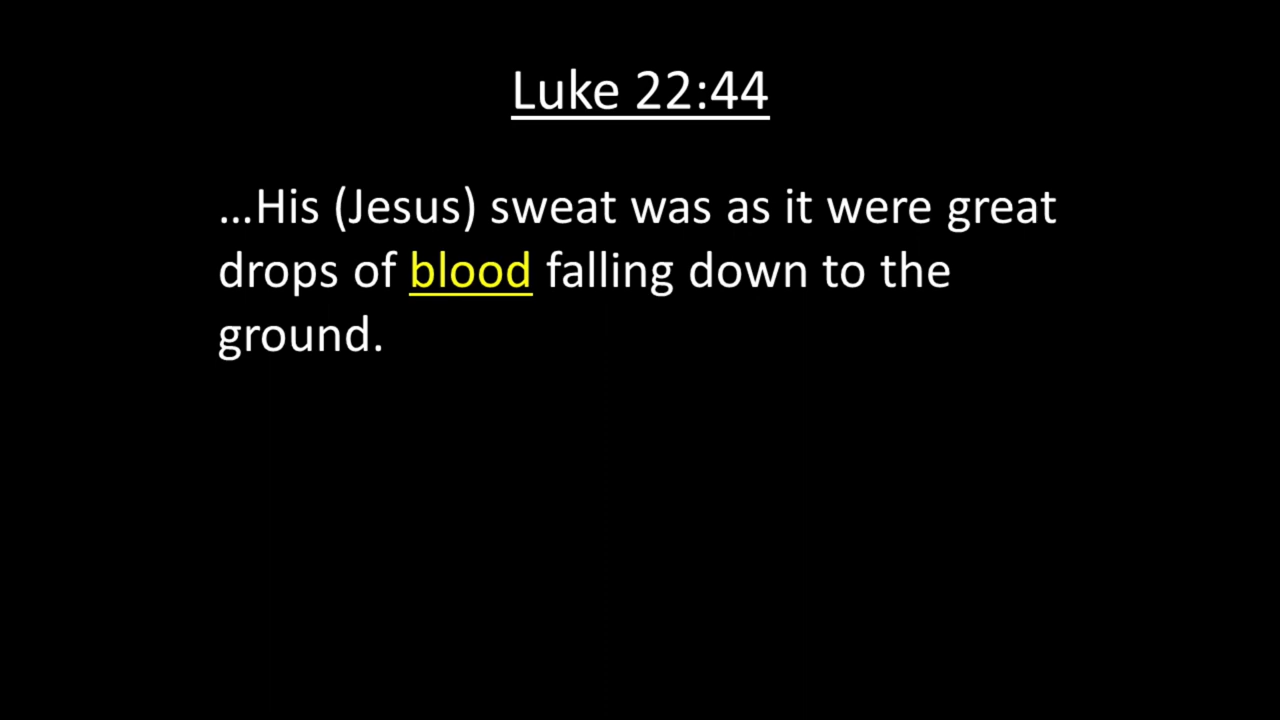 Luke 22:44
…His (Jesus) sweat was as it were great
drops of blood falling down to the
ground.